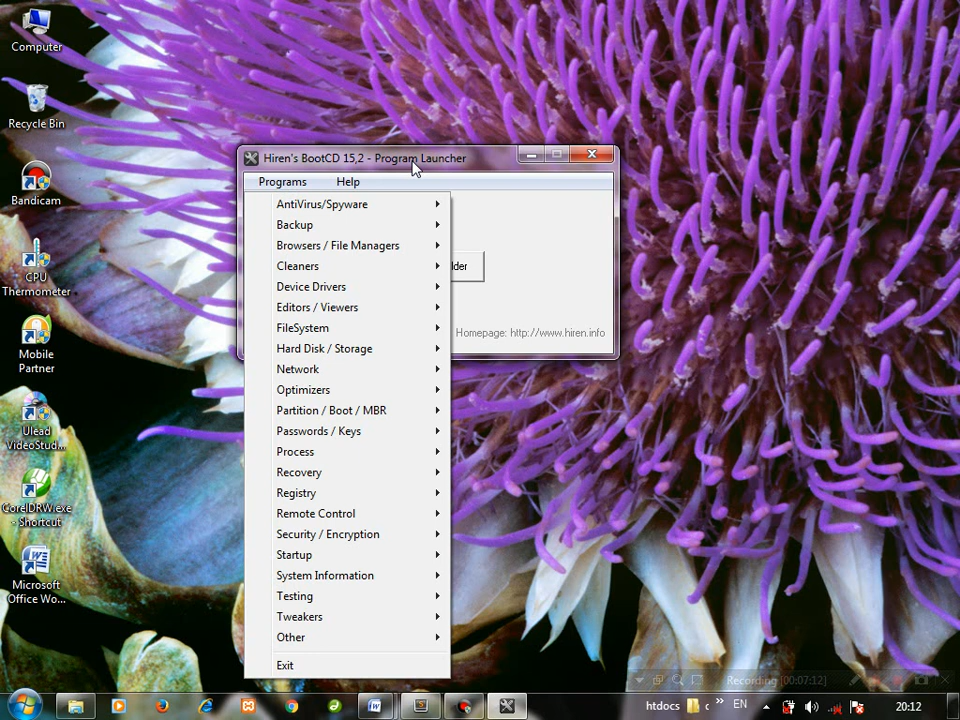 Computer
Recycle Bin
Bandicam
CPU
Thermometer
Mobile
Partner
Ulead
VideoStud...
CorelDRW.exe
- Shortcut
Microsoft
Office Wo...
Hiren's BootCD 15,2 - Program Launcher
Programs Help
AntiVirus/Spyware
Backup
Browsers / File Managers
Cleaners
Device Drivers
Editors / Viewers
FileSystem
Hard Disk / Storage
Network
Optimizers
Partition / Boot / MBR
Passwords / Keys
Process
Recovery
Registry
Remote Control
Security / Encryption
Startup
System Information
Testing
Tweakers
Other
Exit
lder
Homepage: http://www.hiren.info
Recording [00:07:12]
htdocs c » EN 20:12